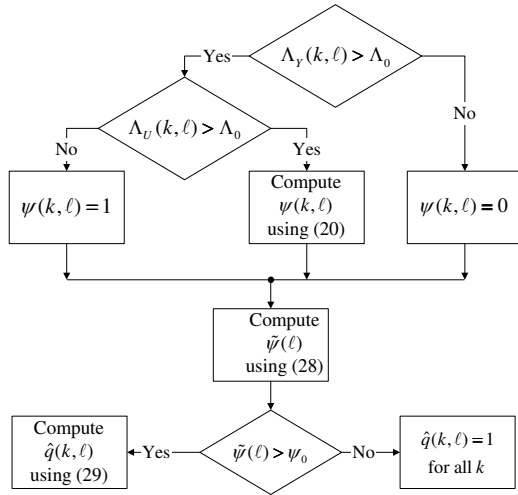 Λ_Y(k,ℓ) > Λ_0
Yes
No
Λ_U(k,ℓ) > Λ_0
No
Yes
ψ(k,ℓ) = 1
Compute
ψ(k,ℓ)
using (20)
ψ(k,ℓ) = 0
Compute
ψ̃(ℓ)
using (28)
ψ̃(ℓ) > ψ_0
Yes
No
Compute
q̂(k,ℓ)
using (29)
q̂(k,ℓ) = 1
for all k